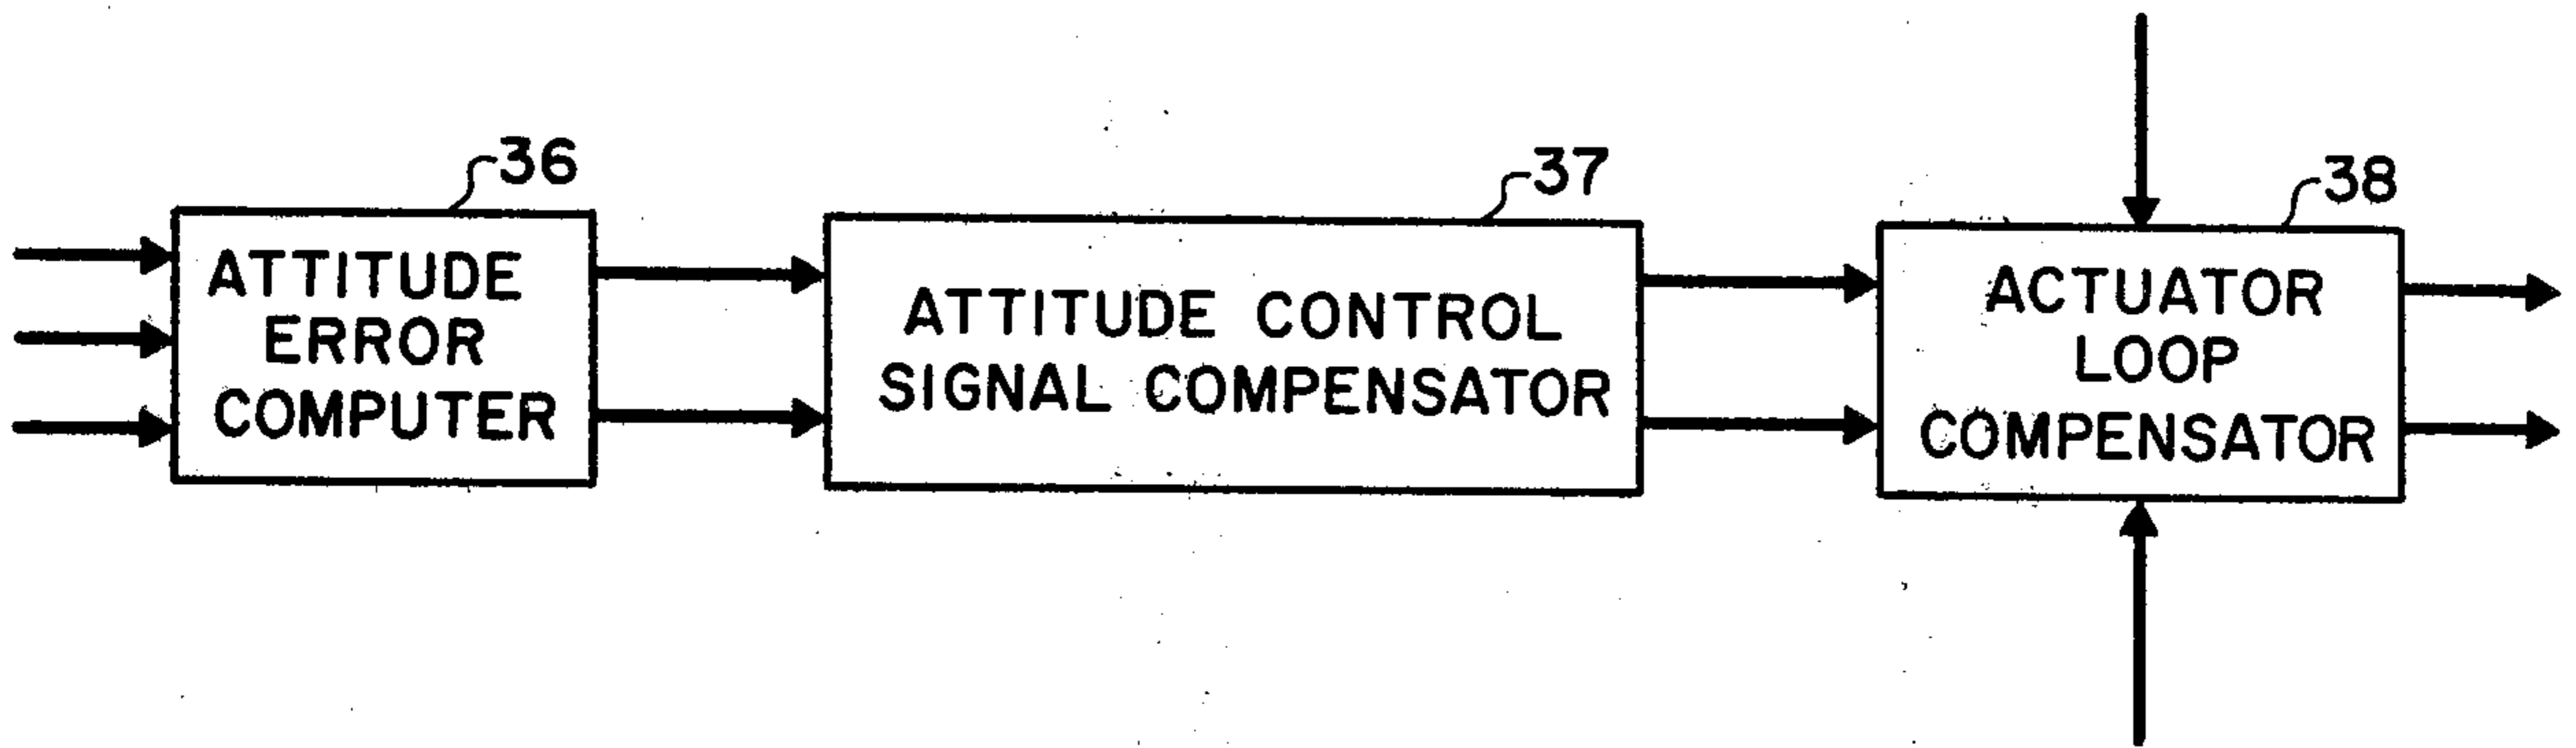 36
ATTITUDE
ERROR
COMPUTER
37
ATTITUDE CONTROL
SIGNAL COMPENSATOR
38
ACTUATOR
LOOP
COMPENSATOR